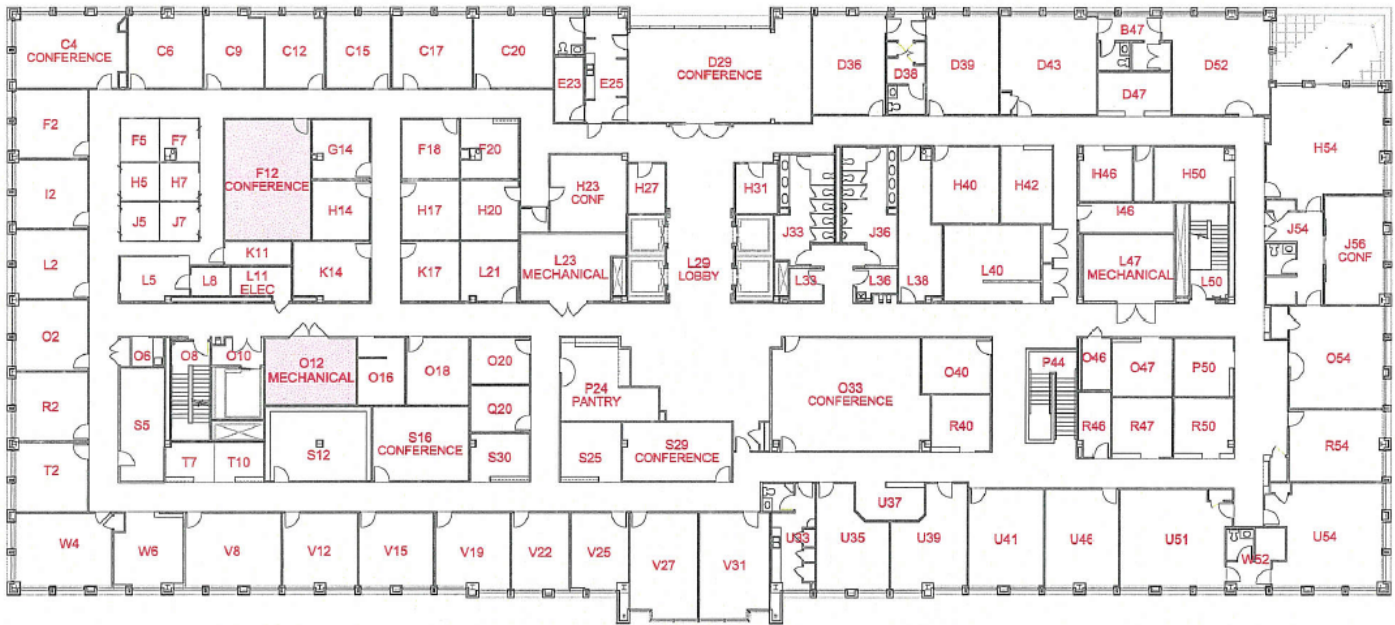 C4
CONFERENCE
C6
C9
C12
C15
C17
C20
E23
E25
D29
CONFERENCE
D36
D38
D39
D43
B47
D47
D52
F2
F5
F7
F12
CONFERENCE
G14
F18
F20
H23
CONF
H27
H31
J33
J36
H40
H42
H46
H50
H54
I2
H5
H7
H14
H17
H20
I46
J54
J56
CONF
J5
J7
L2
L5
L8
K11
L11
ELEC
K14
K17
L21
L23
MECHANICAL
L29
LOBBY
L33
L36
L38
L40
L47
MECHANICAL
L50
O2
O6
O8
O10
O12
MECHANICAL
O16
O18
O20
P24
PANTRY
O33
CONFERENCE
O40
P44
O46
O47
P50
O54
R2
S5
Q20
R40
R46
R47
R50
R54
T2
T7
T10
S12
S16
CONFERENCE
S30
S25
S29
CONFERENCE
W4
W6
V8
V12
V15
V19
V22
V25
V27
V31
U33
U35
U37
U39
U41
U46
U51
W52
U54